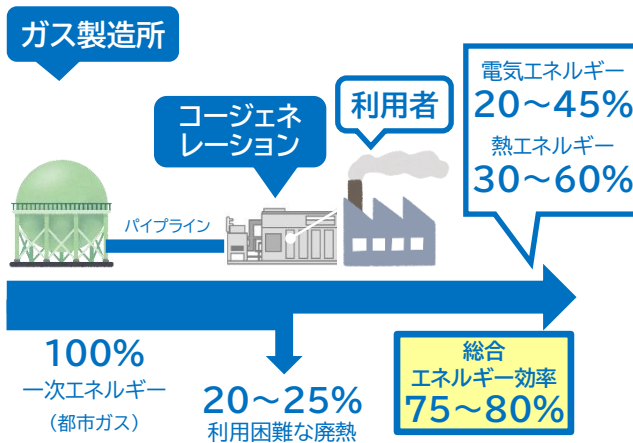 ガス製造所
コージェネ
レーション
利用者
電気エネルギー
20～45%
熱エネルギー
30～60%
パイプライン
100%
一次エネルギー
（都市ガス）
20～25%
利用困難な廃熱
総合
エネルギー効率
75～80%